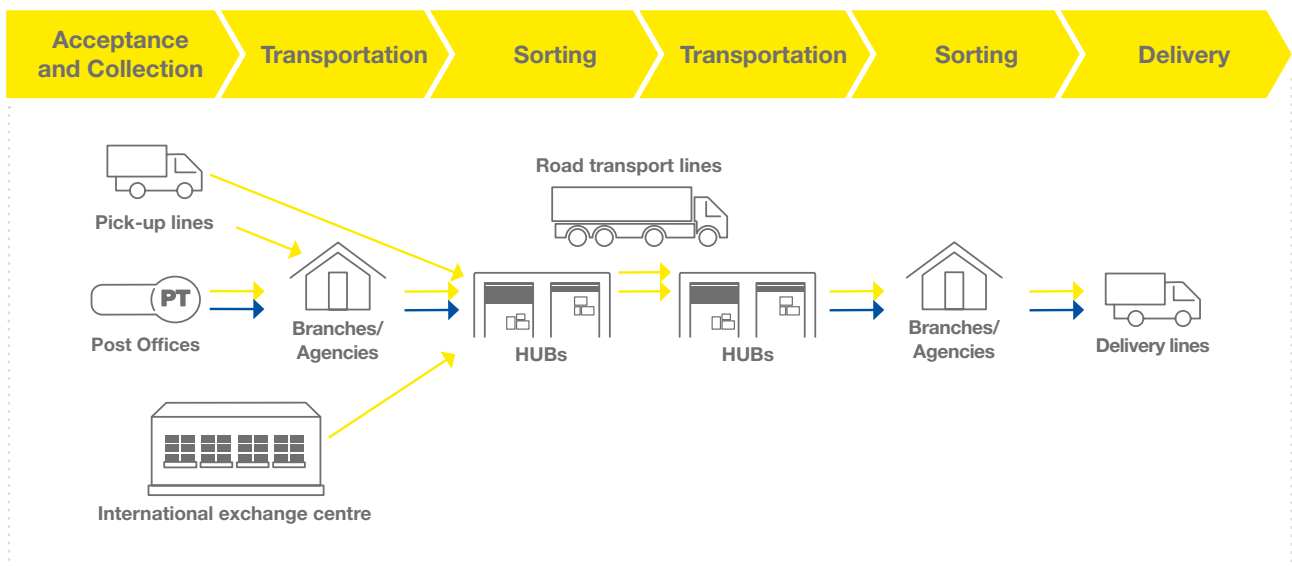 Acceptance
and Collection
Transportation
Sorting
Transportation
Sorting
Delivery
Road transport lines
Pick-up lines
PT
Post Offices
Branches/
Agencies
HUBs
HUBs
Branches/
Agencies
Delivery lines
International exchange centre